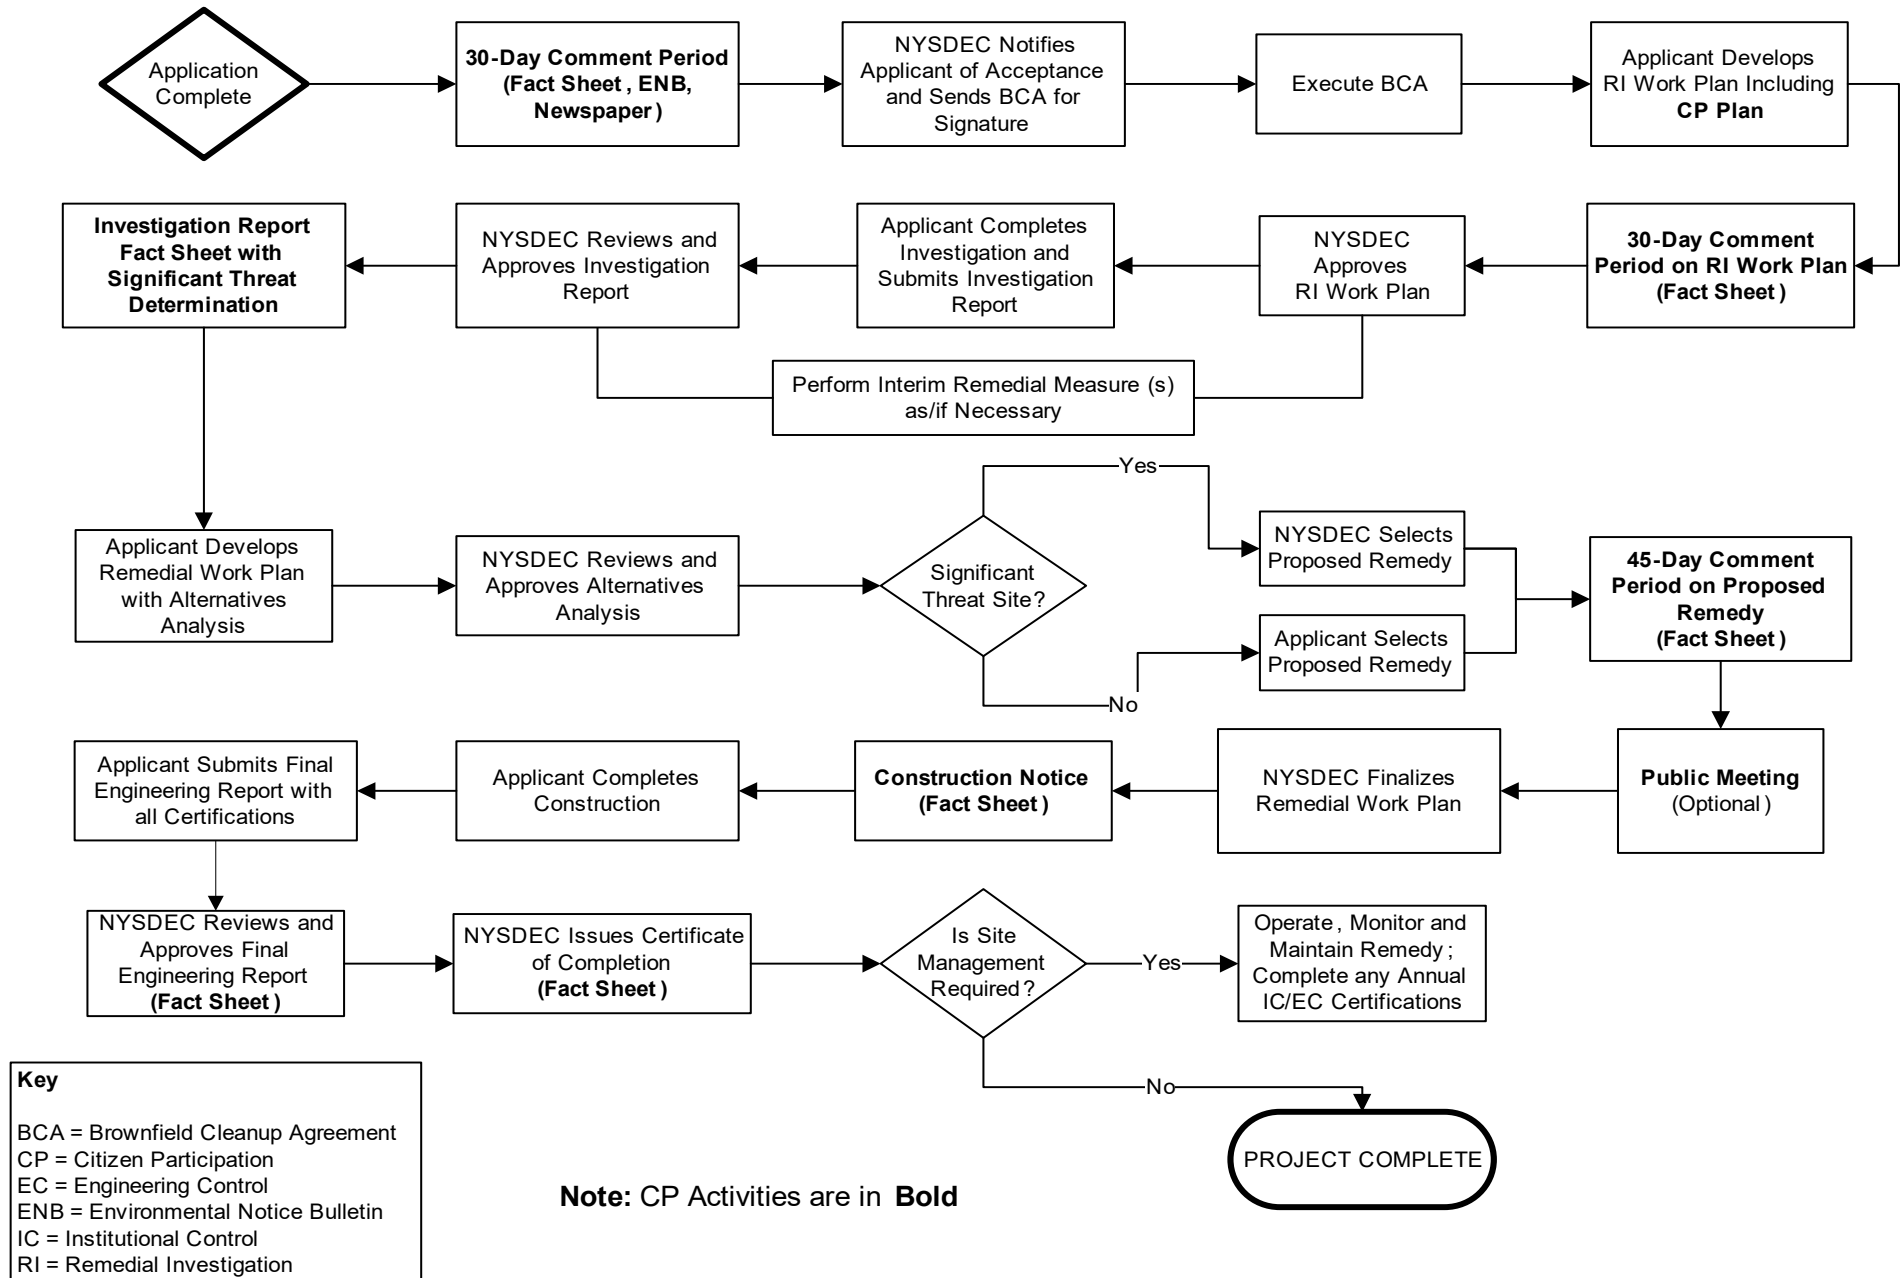 Application
Complete
30-Day Comment Period
(Fact Sheet, ENB,
Newspaper)
NYSDEC Notifies
Applicant of Acceptance
and Sends BCA for
Signature
Execute BCA
Applicant Develops
RI Work Plan Including
CP Plan
30-Day Comment
Period on RI Work Plan
(Fact Sheet)
NYSDEC
Approves
RI Work Plan
Applicant Completes
Investigation and
Submits Investigation
Report
NYSDEC Reviews and
Approves Investigation
Report
Investigation Report
Fact Sheet with
Significant Threat
Determination
Perform Interim Remedial Measure (s)
as/if Necessary
Applicant Develops
Remedial Work Plan
with Alternatives
Analysis
NYSDEC Reviews and
Approves Alternatives
Analysis
Significant
Threat Site?
Yes
NYSDEC Selects
Proposed Remedy
No
Applicant Selects
Proposed Remedy
45-Day Comment
Period on Proposed
Remedy
(Fact Sheet)
Public Meeting
(Optional)
NYSDEC Finalizes
Remedial Work Plan
Construction Notice
(Fact Sheet)
Applicant Completes
Construction
Applicant Submits Final
Engineering Report with
all Certifications
NYSDEC Reviews and
Approves Final
Engineering Report
(Fact Sheet)
NYSDEC Issues Certificate
of Completion
(Fact Sheet)
Is Site
Management
Required?
Yes
Operate, Monitor and
Maintain Remedy;
Complete any Annual
IC/EC Certifications
No
PROJECT COMPLETE
Key
BCA = Brownfield Cleanup Agreement
CP = Citizen Participation
EC = Engineering Control
ENB = Environmental Notice Bulletin
IC = Institutional Control
RI = Remedial Investigation
Note: CP Activities are in Bold